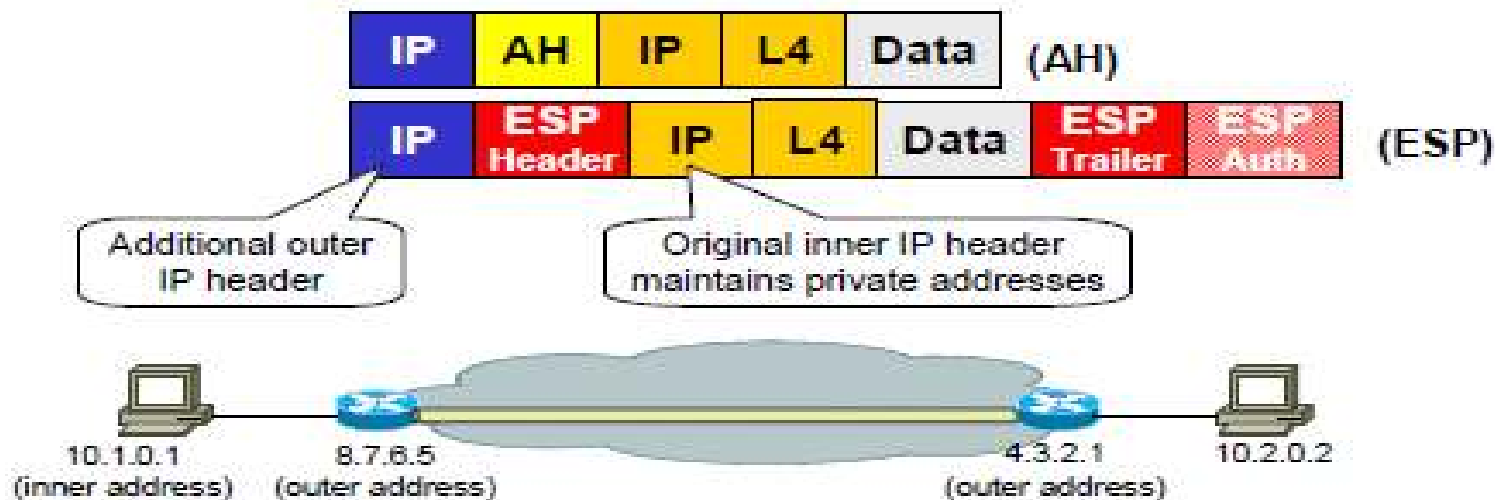 IP AH IP L4 Data (AH)
IP ESP Header IP L4 Data ESP Trailer ESP Auth (ESP)
Additional outer
IP header
Original inner IP header
maintains private addresses
10.1.0.1
(inner address)
8.7.6.5
(outer address)
4.3.2.1
(outer address)
10.2.0.2